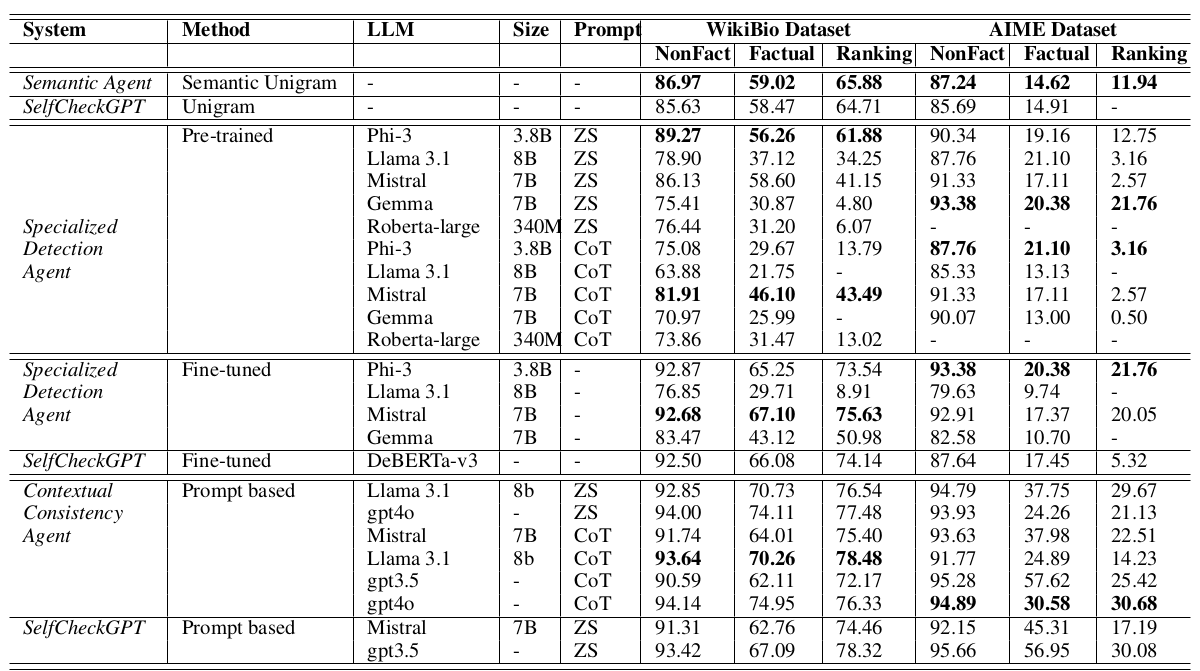 System Method LLM Size Prompt WikiBio Dataset AIME Dataset
NonFact Factual Ranking NonFact Factual Ranking
Semantic Agent Semantic Unigram - - - 86.97 59.02 65.88 87.24 14.62 11.94
SelfCheckGPT Unigram - - - 85.63 58.47 64.71 85.69 14.91 -
Pre-trained Phi-3 3.8B ZS 89.27 56.26 61.88 90.34 19.16 12.75
Llama 3.1 8B ZS 78.90 37.12 34.25 87.76 21.10 3.16
Mistral 7B ZS 86.13 58.60 41.15 91.33 17.11 2.57
Gemma 7B ZS 75.41 30.87 4.80 93.38 20.38 21.76
Specialized Roberta-large 340M ZS 76.44 31.20 6.07 - - -
Detection Phi-3 3.8B CoT 75.08 29.67 13.79 87.76 21.10 3.16
Agent Llama 3.1 8B CoT 63.88 21.75 - 85.33 13.13 -
Mistral 7B CoT 81.91 46.10 43.49 91.33 17.11 2.57
Gemma 7B CoT 70.97 25.99 - 90.07 13.00 0.50
Roberta-large 340M CoT 73.86 31.47 13.02 - - -
Specialized Fine-tuned Phi-3 3.8B - 92.87 65.25 73.54 93.38 20.38 21.76
Detection Llama 3.1 8B - 76.85 29.71 8.91 79.63 9.74 -
Agent Mistral 7B - 92.68 67.10 75.63 92.91 17.37 20.05
Gemma 7B - 83.47 43.12 50.98 82.58 10.70 -
SelfCheckGPT Fine-tuned DeBERTa-v3 - - 92.50 66.08 74.14 87.64 17.45 5.32
Contextual Prompt based Llama 3.1 8b ZS 92.85 70.73 76.54 94.79 37.75 29.67
Consistency gpt4o - ZS 94.00 74.11 77.48 93.93 24.26 21.13
Agent Mistral 7B CoT 91.74 64.01 75.40 93.63 37.98 22.51
Llama 3.1 8b CoT 93.64 70.26 78.48 91.77 24.89 14.23
gpt3.5 - CoT 90.59 62.11 72.17 95.28 57.62 25.42
gpt4o - CoT 94.14 74.95 76.33 94.89 30.58 30.68
SelfCheckGPT Prompt based Mistral 7B ZS 91.31 62.76 74.46 92.15 45.31 17.19
gpt3.5 - ZS 93.42 67.09 78.32 95.66 56.95 30.08